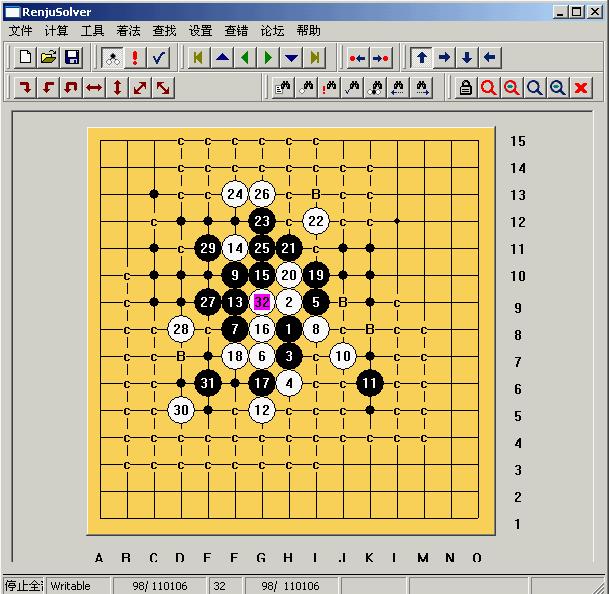 RenjuSolver
文件 计算 工具 着法 查找 设置 查错 论坛 帮助
c c c c c c 15
c c c c c c c c 14
24 26 c B c c 13
c 23 c 22 c c 12
29 14 25 21 c 11
c 9 15 20 19 10
c 27 13 32 2 5 B c 9
c 28 c 7 16 1 8 c B c c 8
c B 18 6 3 c 10 c c 7
c 31 17 4 c c 11 c c 6
c 30 c 12 c c c c c 5
c c c c c c c c c c c c 4
c c c c c c c c 3
2
1
A B C D E F G H I J K L M N O
停止全 Writable 98/ 110106 32 98/ 110106